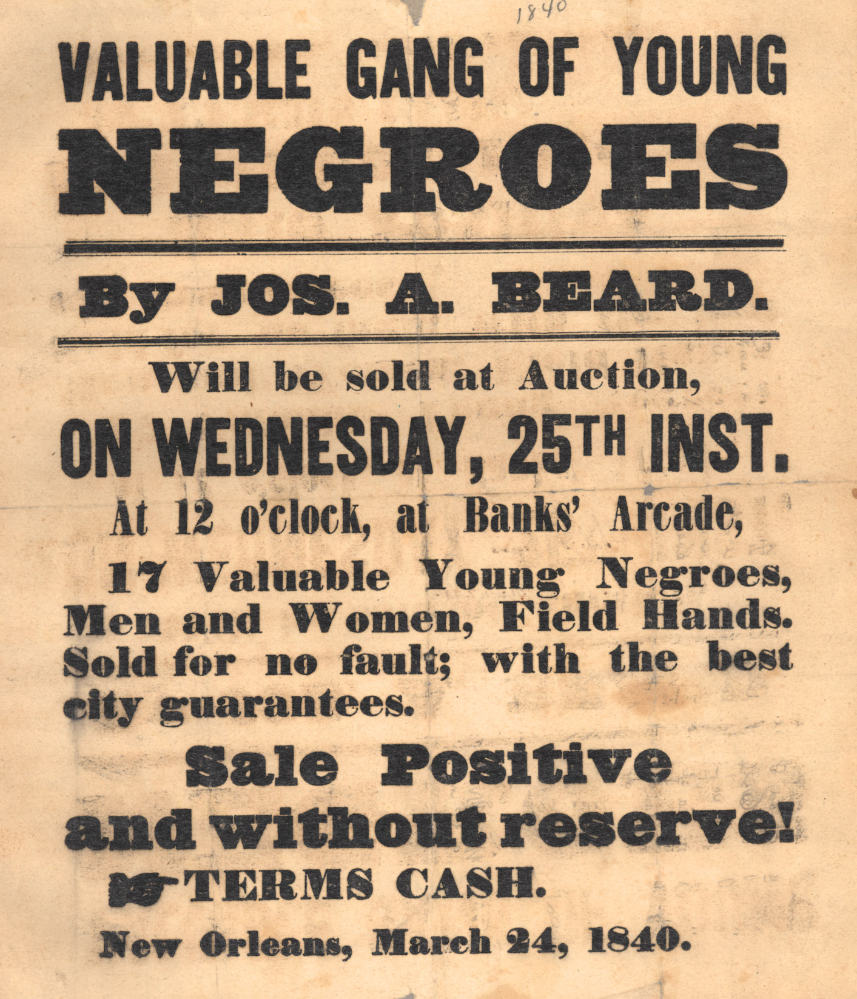 1840
VALUABLE GANG OF YOUNG
NEGROES
By JOS. A. BEARD.
Will be sold at Auction,
ON WEDNESDAY, 25TH INST.
At 12 o'clock, at Banks' Arcade,
17 Valuable Young Negroes,
Men and Women, Field Hands.
Sold for no fault; with the best
city guarantees.
Sale Positive
and without reserve!
TERMS CASH.
New Orleans, March 24, 1840.